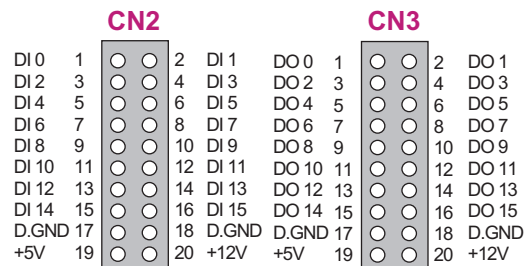 CN2 CN3
DI 0 1 2 DI 1 DO 0 1 2 DO 1
DI 2 3 4 DI 3 DO 2 3 4 DO 3
DI 4 5 6 DI 5 DO 4 5 6 DO 5
DI 6 7 8 DI 7 DO 6 7 8 DO 7
DI 8 9 10 DI 9 DO 8 9 10 DO 9
DI 10 11 12 DI 11 DO 10 11 12 DO 11
DI 12 13 14 DI 13 DO 12 13 14 DO 13
DI 14 15 16 DI 15 DO 14 15 16 DO 15
D.GND 17 18 D.GND D.GND 17 18 D.GND
+5V 19 20 +12V +5V 19 20 +12V